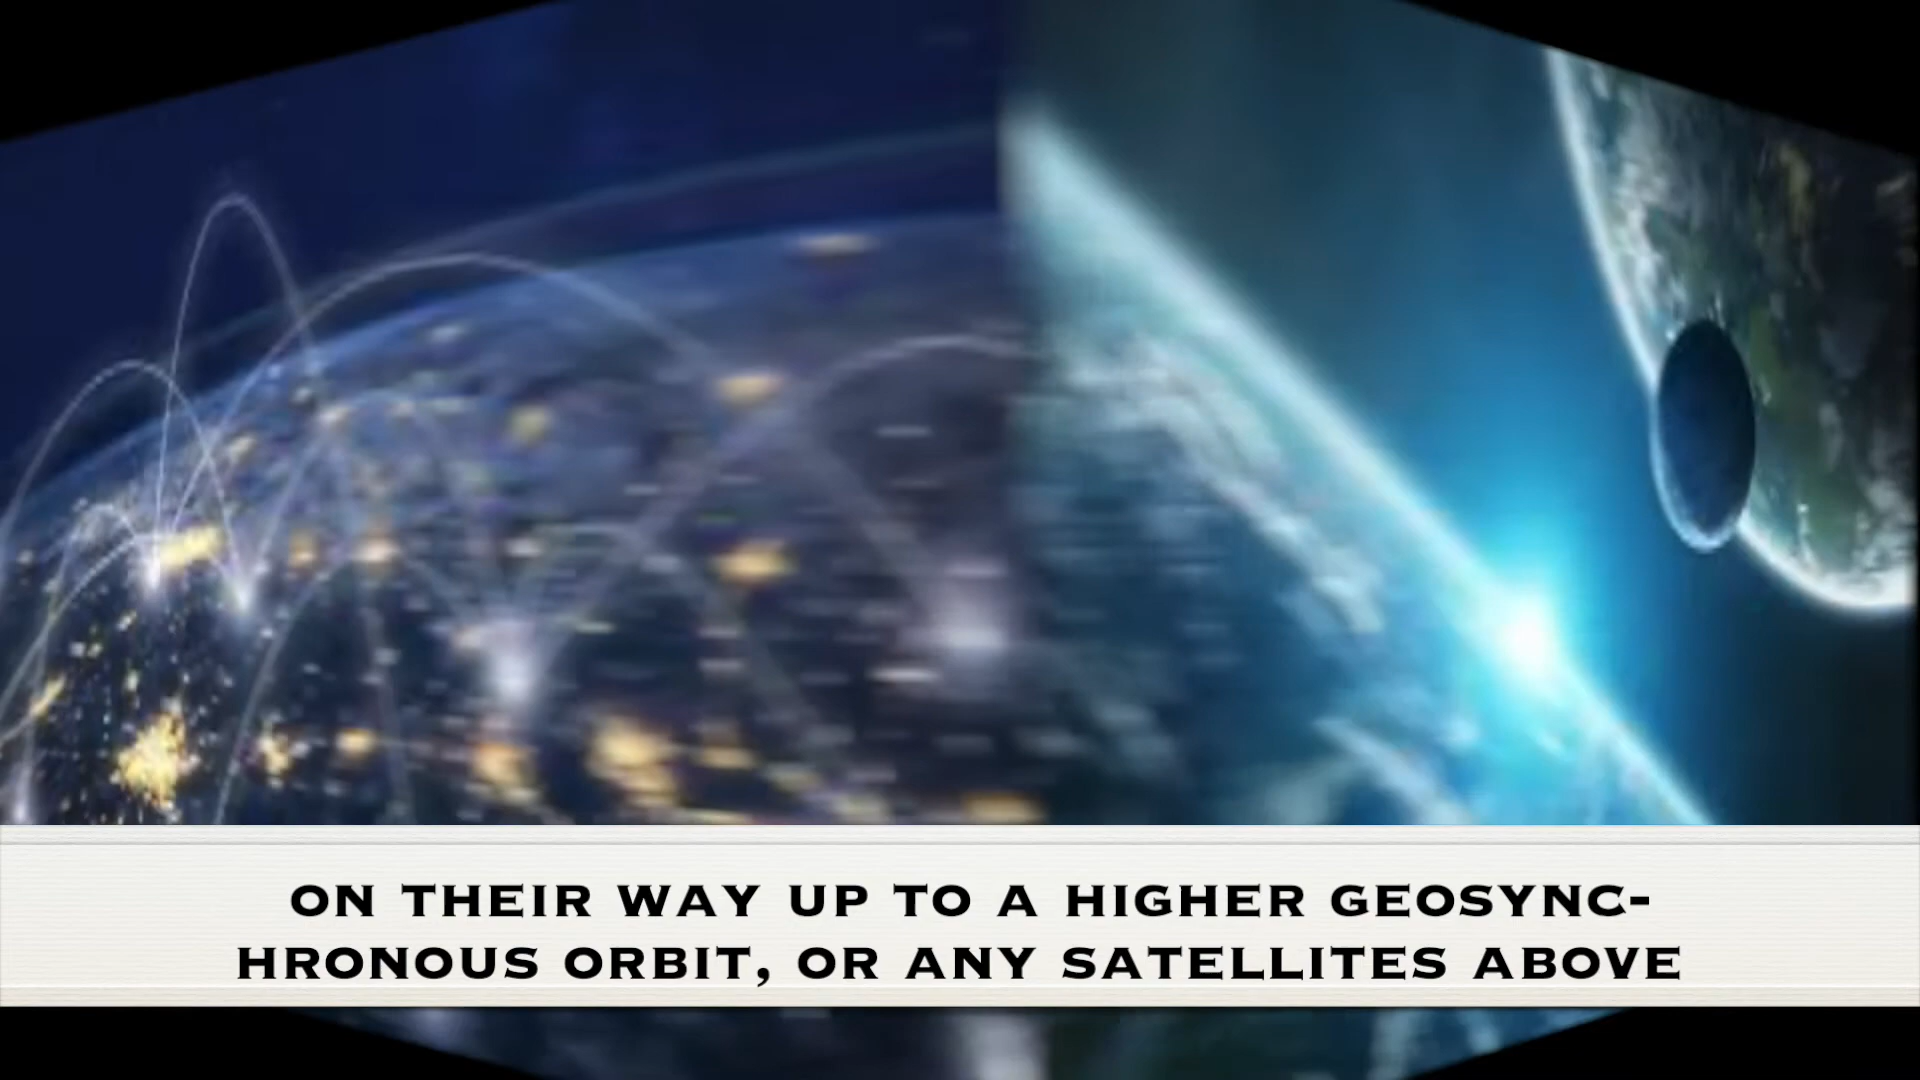 ON THEIR WAY UP TO A HIGHER GEOSYNC-
HRONOUS ORBIT, OR ANY SATELLITES ABOVE